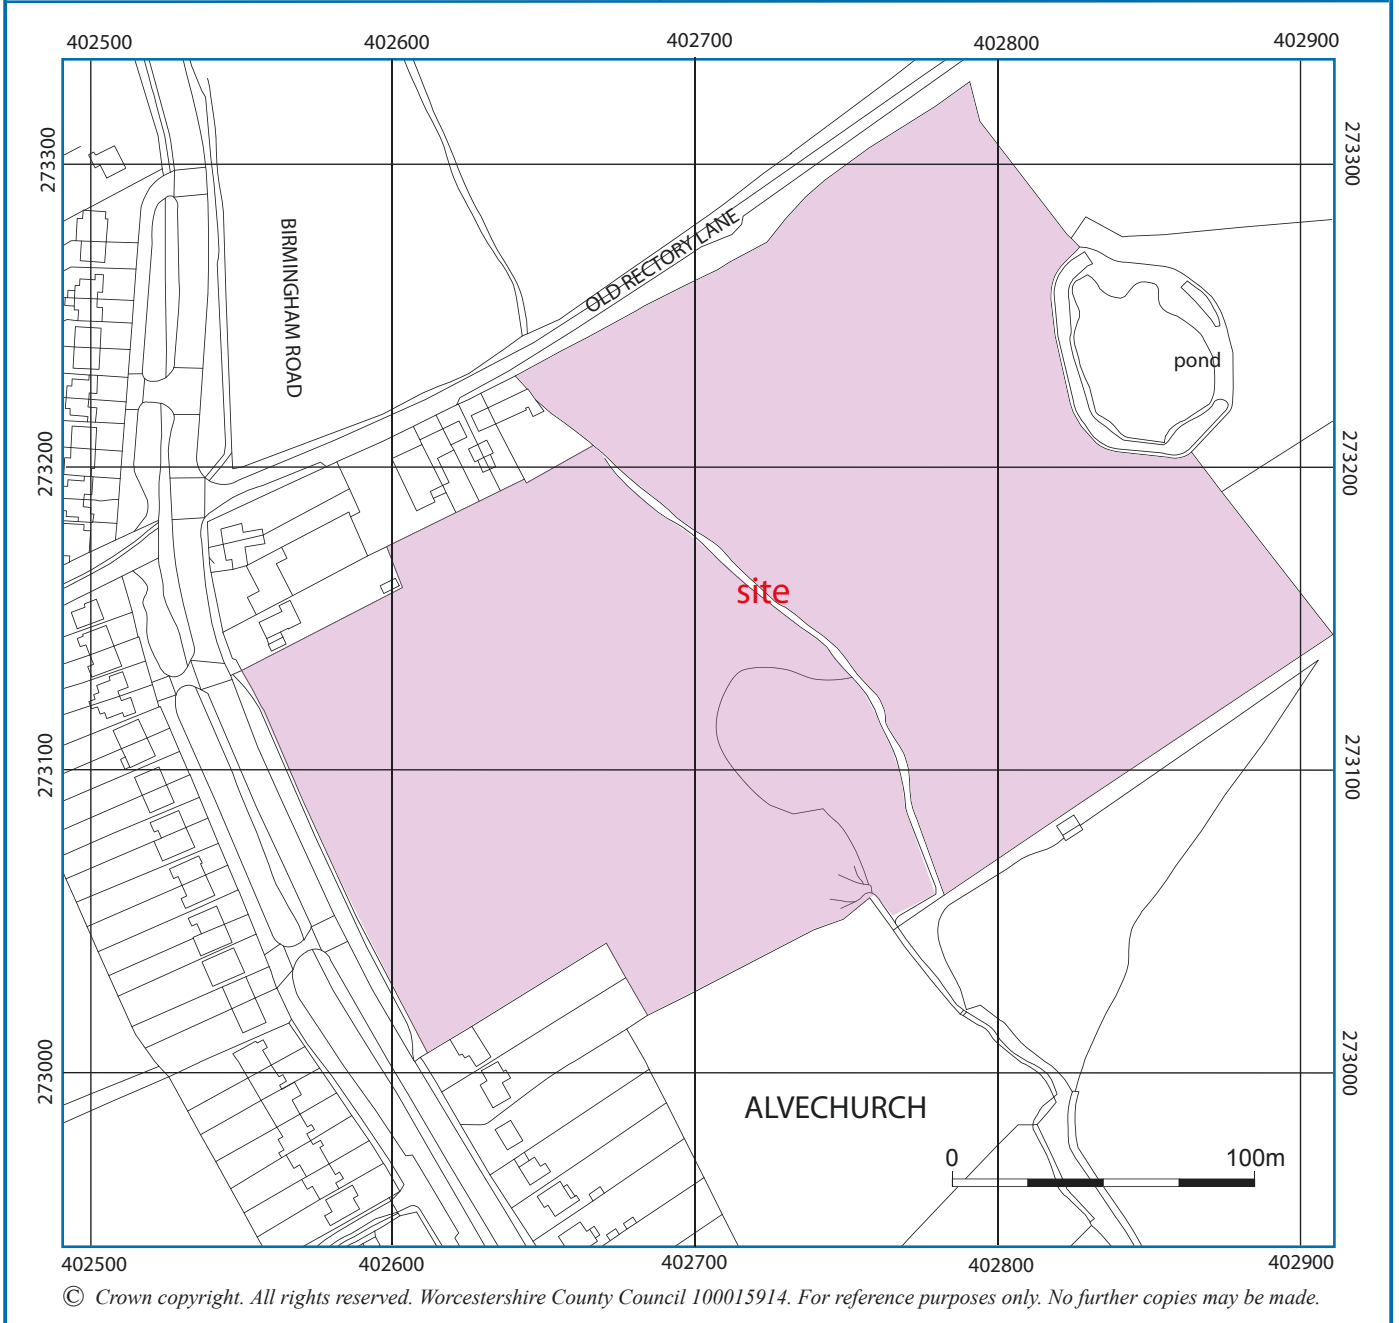 402500 402600 402700 402800 402900
273300 273300
BIRMINGHAM ROAD
OLD RECTORY LANE
pond
273200 273200
site
273100 273100
273000 273000
ALVECHURCH
0 100m
402500 402600 402700 402800 402900
© Crown copyright. All rights reserved. Worcestershire County Council 100015914. For reference purposes only. No further copies may be made.